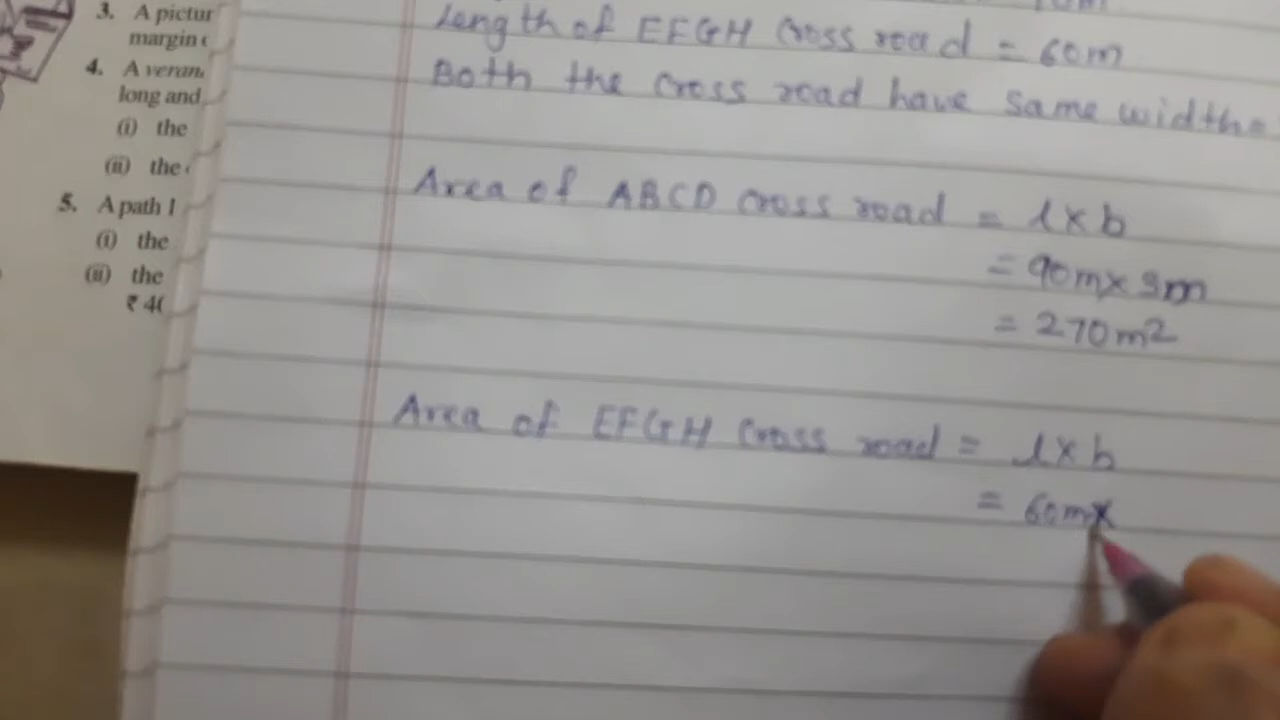 3. A pictur
margin
4. A veran
long and
(i) the
(ii) the
5. A path 1
(i) the
(ii) the
₹ 40
Length of EFGH Cross road = 60m
Both the cross road have same width =
Area of ABCD cross road = l × b
= 90m × 3m
= 270m²
Area of EFGH Cross road = l × b
= 60m ×